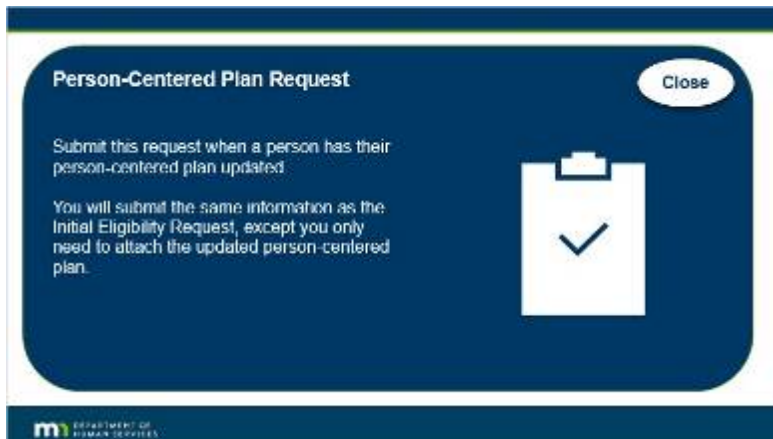 Person-Centered Plan Request
Close
Submit this request when a person has their
person-centered plan updated
You will submit the same information as the
Initial Eligibility Request, except you only
need to attach the updated person-centered
plan.
mn DEPARTMENT OF
HUMAN SERVICES